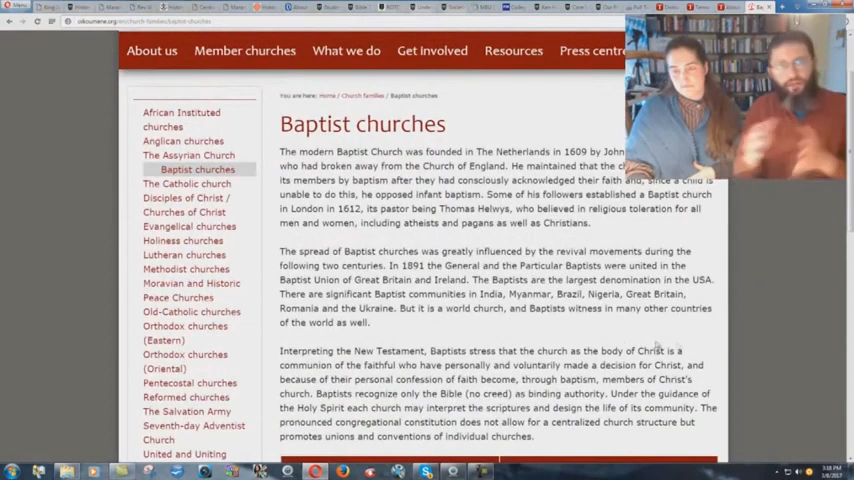 Menu
oikoumene.org/en/church-families/baptist-churches
About us Member churches What we do Get Involved Resources Press centre
You are here: Home / Church families / Baptist churches
African Instituted
churches
Anglican churches
The Assyrian Church
Baptist churches
The Catholic church
Disciples of Christ /
Churches of Christ
Evangelical churches
Holiness churches
Lutheran churches
Methodist churches
Moravian and Historic
Peace Churches
Old-Catholic churches
Orthodox churches
(Eastern)
Orthodox churches
(Oriental)
Pentecostal churches
Reformed churches
The Salvation Army
Seventh-day Adventist
Church
United and Uniting
Baptist churches
The modern Baptist Church was founded in The Netherlands in 1609 by John
who had broken away from the Church of England. He maintained that the
its members by baptism after they had consciously acknowledged their faith and, since a child is
unable to do this, he opposed infant baptism. Some of his followers established a Baptist church
in London in 1612, its pastor being Thomas Helwys, who believed in religious toleration for all
men and women, including atheists and pagans as well as Christians.
The spread of Baptist churches was greatly influenced by the revival movements during the
following two centuries. In 1891 the General and the Particular Baptists were united in the
Baptist Union of Great Britain and Ireland. The Baptists are the largest denomination in the USA.
There are significant Baptist communities in India, Myanmar, Brazil, Nigeria, Great Britain,
Romania and the Ukraine. But it is a world church, and Baptists witness in many other countries
of the world as well.
Interpreting the New Testament, Baptists stress that the church as the body of Christ is a
communion of the faithful who have personally and voluntarily made a decision for Christ, and
because of their personal confession of faith become, through baptism, members of Christ's
church. Baptists recognize only the Bible (no creed) as binding authority. Under the guidance of
the Holy Spirit each church may interpret the scriptures and design the life of its community. The
pronounced congregational constitution does not allow for a centralized church structure but
promotes unions and conventions of individual churches.
3:18 PM